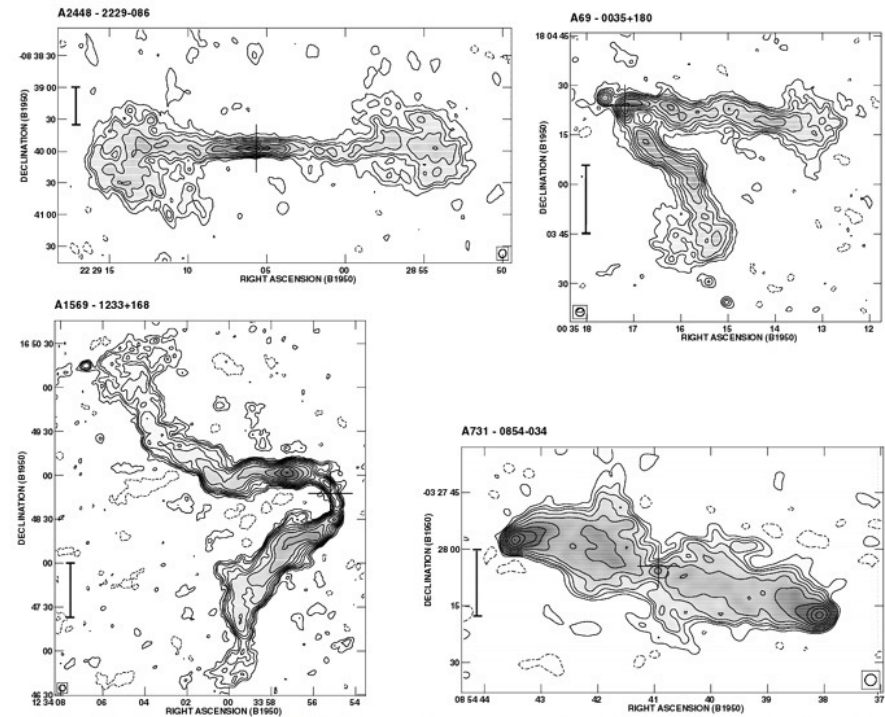 A2448 - 2229-086
-08 38 30
39 00
30
40 00
30
41 00
30
DECLINATION (B1950)
22 29 15 10 05 00 28 55 50
RIGHT ASCENSION (B1950)
A69 - 0035+180
18 04 45
30
15
00
03 45
30
DECLINATION (B1950)
00 35 18 17 16 15 14 13 12
RIGHT ASCENSION (B1950)
A1569 - 1233+168
16 50 30
00
49 30
00
48 30
00
47 30
00
46 30
DECLINATION (B1950)
12 34 08 06 04 02 00 33 58 56 54
RIGHT ASCENSION (B1950)
A731 - 0854-034
-03 27 45
28 00
15
30
DECLINATION (B1950)
08 54 44 43 42 41 40 39 38 37
RIGHT ASCENSION (B1950)